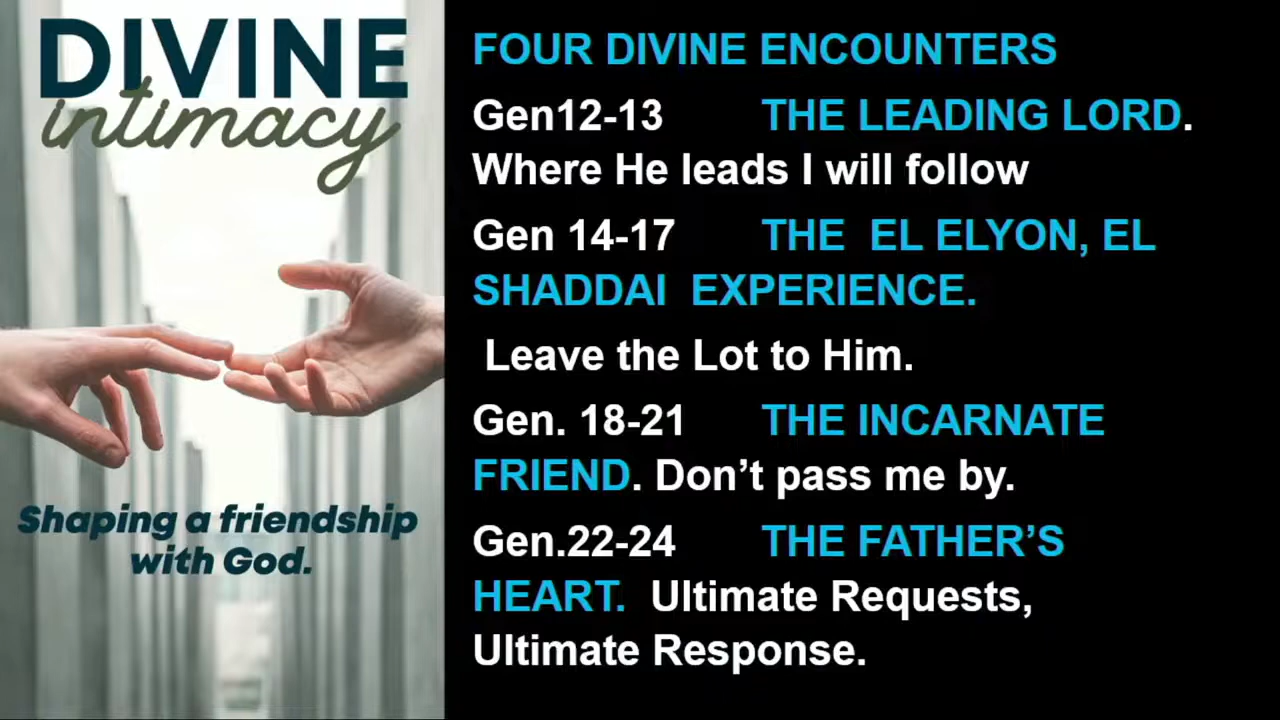 DIVINE
intimacy
Shaping a friendship
with God.
FOUR DIVINE ENCOUNTERS
Gen12-13 THE LEADING LORD.
Where He leads I will follow
Gen 14-17 THE EL ELYON, EL
SHADDAI EXPERIENCE.
Leave the Lot to Him.
Gen. 18-21 THE INCARNATE
FRIEND. Don’t pass me by.
Gen.22-24 THE FATHER’S
HEART. Ultimate Requests,
Ultimate Response.